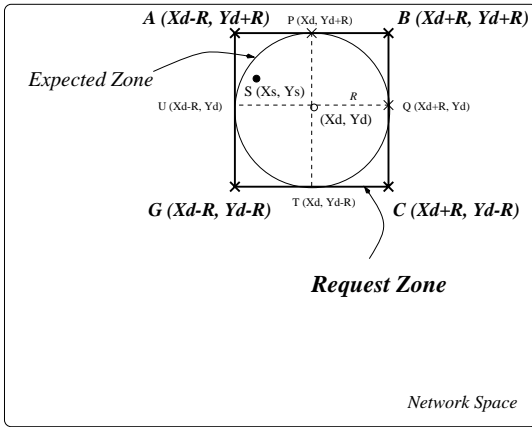 A (Xd-R, Yd+R)
P (Xd, Yd+R)
B (Xd+R, Yd+R)
Expected Zone
S (Xs, Ys)
U (Xd-R, Yd)
R
(Xd, Yd)
Q (Xd+R, Yd)
G (Xd-R, Yd-R)
T (Xd, Yd-R)
C (Xd+R, Yd-R)
Request Zone
Network Space